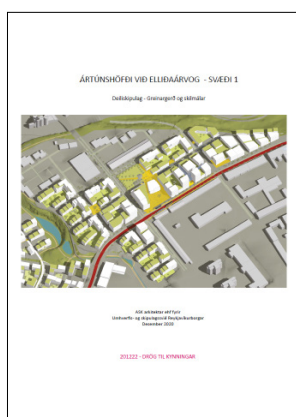 ÁRTÚNSHÖFÐI VIÐ ELLIÐAÁRVOG - SVÆÐI 1
Deiliskipulag - Greinargerð og skilmálar
ASK arkitektar ehf fyrir
Umhverfis- og skipulagssvið Reykjavíkurborgar
Desember 2020
201222 - DRÖG TIL KYNNINGAR